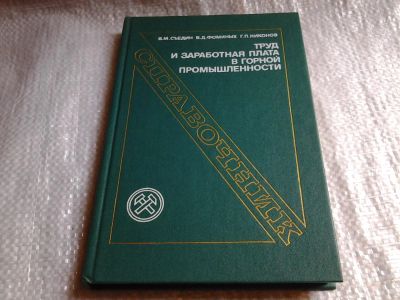 В.М.СЪЕДИН В.Д.ФОМИНЫХ Г.П.НИКОНОВ
ТРУД
И ЗАРАБОТНАЯ ПЛАТА
В ГОРНОЙ
ПРОМЫШЛЕННОСТИ
СПРАВОЧНИК